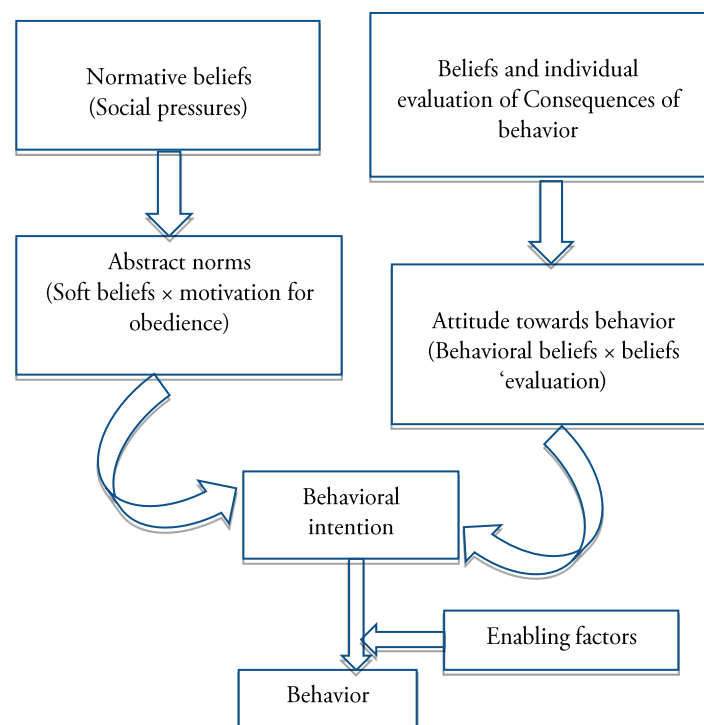 Normative beliefs
(Social pressures)
Beliefs and individual
evaluation of Consequences of
behavior
Abstract norms
(Soft beliefs × motivation for
obedience)
Attitude towards behavior
(Behavioral beliefs × beliefs
‘evaluation)
Behavioral
intention
Enabling factors
Behavior